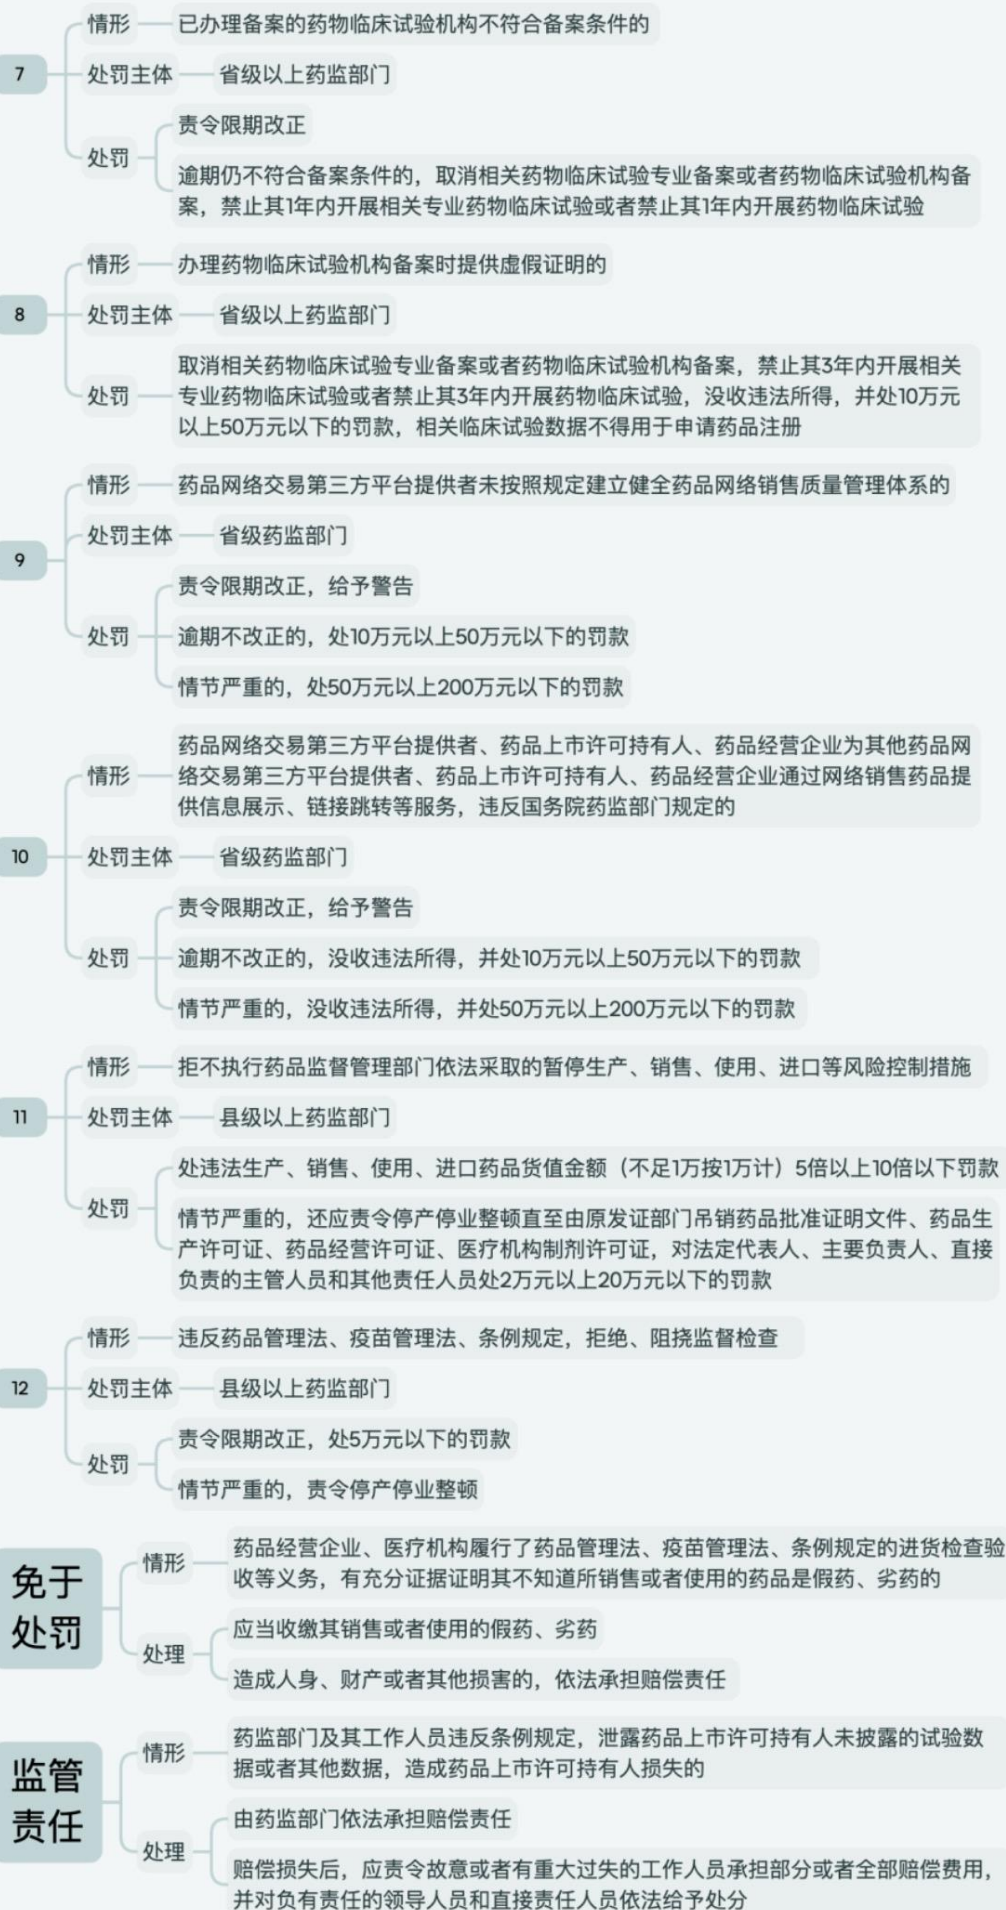 7
情形
已办理备案的药物临床试验机构不符合备案条件的
处罚主体
省级以上药监部门
处罚
责令限期改正
逾期仍不符合备案条件的，取消相关药物临床试验专业备案或者药物临床试验机构备
案，禁止其1年内开展相关专业药物临床试验或者禁止其1年内开展药物临床试验
8
情形
办理药物临床试验机构备案时提供虚假证明的
处罚主体
省级以上药监部门
处罚
取消相关药物临床试验专业备案或者药物临床试验机构备案，禁止其3年内开展相关
专业药物临床试验或者禁止其3年内开展药物临床试验，没收违法所得，并处10万元
以上50万元以下的罚款，相关临床试验数据不得用于申请药品注册
9
情形
药品网络交易第三方平台提供者未按照规定建立健全药品网络销售质量管理体系的
处罚主体
省级药监部门
处罚
责令限期改正，给予警告
逾期不改正的，处10万元以上50万元以下的罚款
情节严重的，处50万元以上200万元以下的罚款
10
情形
药品网络交易第三方平台提供者、药品上市许可持有人、药品经营企业为其他药品网
络交易第三方平台提供者、药品上市许可持有人、药品经营企业通过网络销售药品提
供信息展示、链接跳转等服务，违反国务院药监部门规定的
处罚主体
省级药监部门
处罚
责令限期改正，给予警告
逾期不改正的，没收违法所得，并处10万元以上50万元以下的罚款
情节严重的，没收违法所得，并处50万元以上200万元以下的罚款
11
情形
拒不执行药品监督管理部门依法采取的暂停生产、销售、使用、进口等风险控制措施
处罚主体
县级以上药监部门
处罚
处违法生产、销售、使用、进口药品货值金额（不足1万按1万计）5倍以上10倍以下罚款
情节严重的，还应责令停产停业整顿直至由原发证部门吊销药品批准证明文件、药品生
产许可证、药品经营许可证、医疗机构制剂许可证，对法定代表人、主要负责人、直接
负责的主管人员和其他责任人员处2万元以上20万元以下的罚款
12
情形
违反药品管理法、疫苗管理法、条例规定，拒绝、阻挠监督检查
处罚主体
县级以上药监部门
处罚
责令限期改正，处5万元以下的罚款
情节严重的，责令停产停业整顿
免于
处罚
情形
药品经营企业、医疗机构履行了药品管理法、疫苗管理法、条例规定的进货检查验
收等义务，有充分证据证明其不知道所销售或者使用的药品是假药、劣药的
处理
应当收缴其销售或者使用的假药、劣药
造成人身、财产或者其他损害的，依法承担赔偿责任
监管
责任
情形
药监部门及其工作人员违反条例规定，泄露药品上市许可持有人未披露的试验数
据或者其他数据，造成药品上市许可持有人损失的
处理
由药监部门依法承担赔偿责任
赔偿损失后，应责令故意或者有重大过失的工作人员承担部分或者全部赔偿费用，
并对负有责任的领导人员和直接责任人员依法给予处分